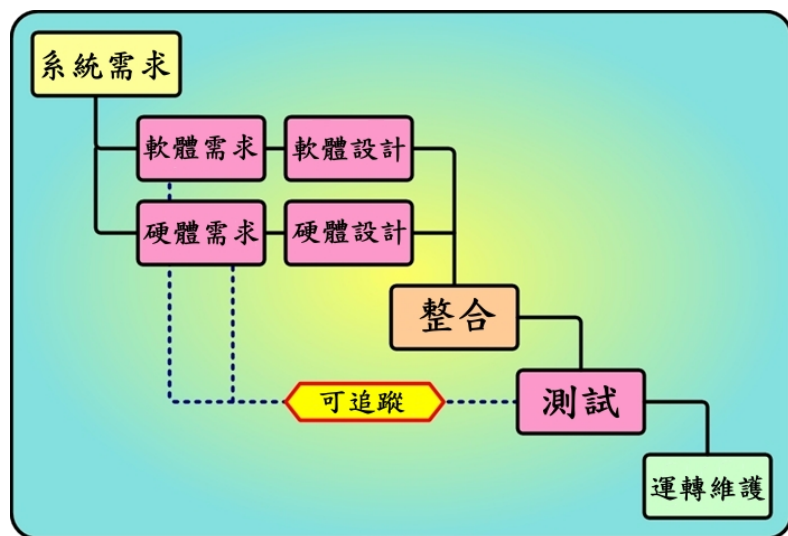 系統需求
軟體需求
軟體設計
硬體需求
硬體設計
整合
可追蹤
測試
運轉維護